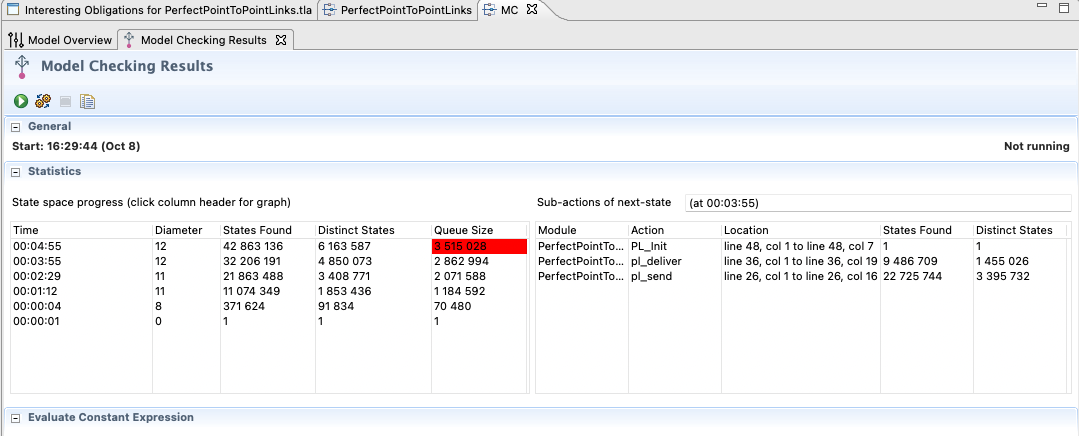 Interesting Obligations for PerfectPointToPointLinks.tla PerfectPointToPointLinks MC
Model Overview Model Checking Results
Model Checking Results
General
Start: 16:29:44 (Oct 8) Not running
Statistics
State space progress (click column header for graph) Sub-actions of next-state (at 00:03:55)
Time Diameter States Found Distinct States Queue Size Module Action Location States Found Distinct States
00:04:55 12 42 863 136 6 163 587 3 515 028 PerfectPointTo... PL_Init line 48, col 1 to line 48, col 7 1 1
00:03:55 12 32 206 191 4 850 073 2 862 994 PerfectPointTo... pl_deliver line 36, col 1 to line 36, col 19 9 486 709 1 455 026
00:02:29 11 21 863 488 3 408 771 2 071 588 PerfectPointTo... pl_send line 26, col 1 to line 26, col 16 22 725 744 3 395 732
00:01:12 11 11 074 349 1 853 436 1 184 592
00:00:04 8 371 624 91 834 70 480
00:00:01 0 1 1 1
Evaluate Constant Expression